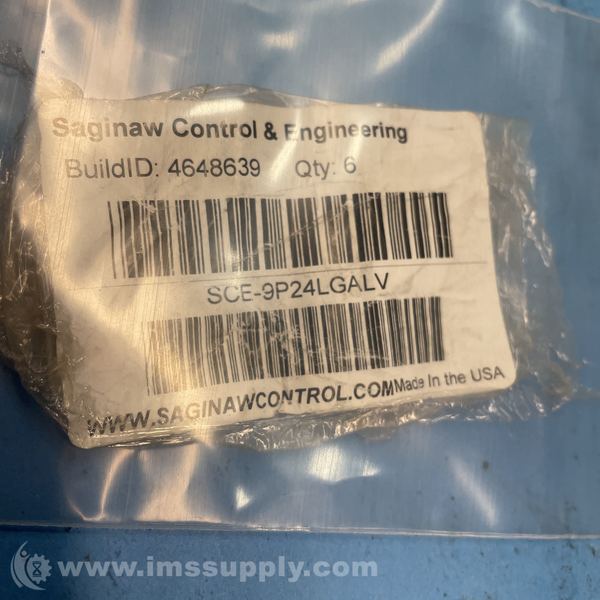 Saginaw Control & Engineering
BuildID: 4648639 Qty: 6
SCE-9P24LGALV
WWW.SAGINAWCONTROL.COM Made In the USA
www.imssupply.com